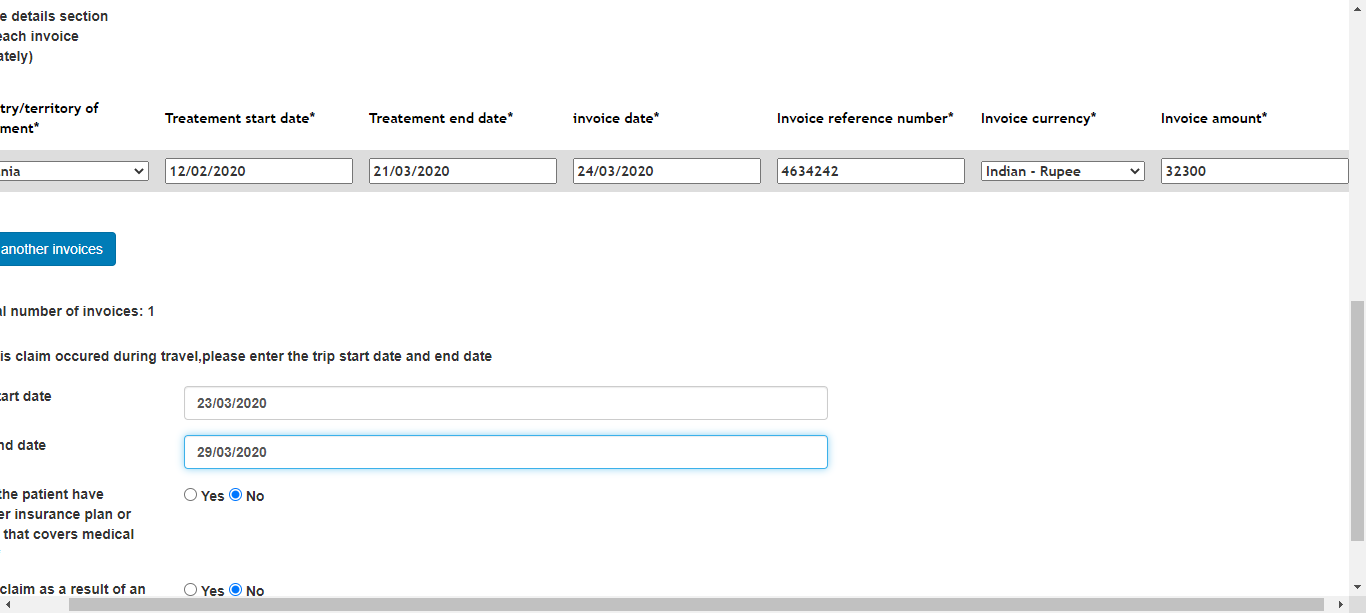 e details section
each invoice
ately)
try/territory of
ment*
Treatement start date*
Treatement end date*
invoice date*
Invoice reference number*
Invoice currency*
Invoice amount*
nia
12/02/2020
21/03/2020
24/03/2020
4634242
Indian - Rupee
32300
another invoices
al number of invoices: 1
is claim occured during travel,please enter the trip start date and end date
art date
23/03/2020
nd date
29/03/2020
the patient have
er insurance plan or
that covers medical
Yes No
claim as a result of an
Yes No